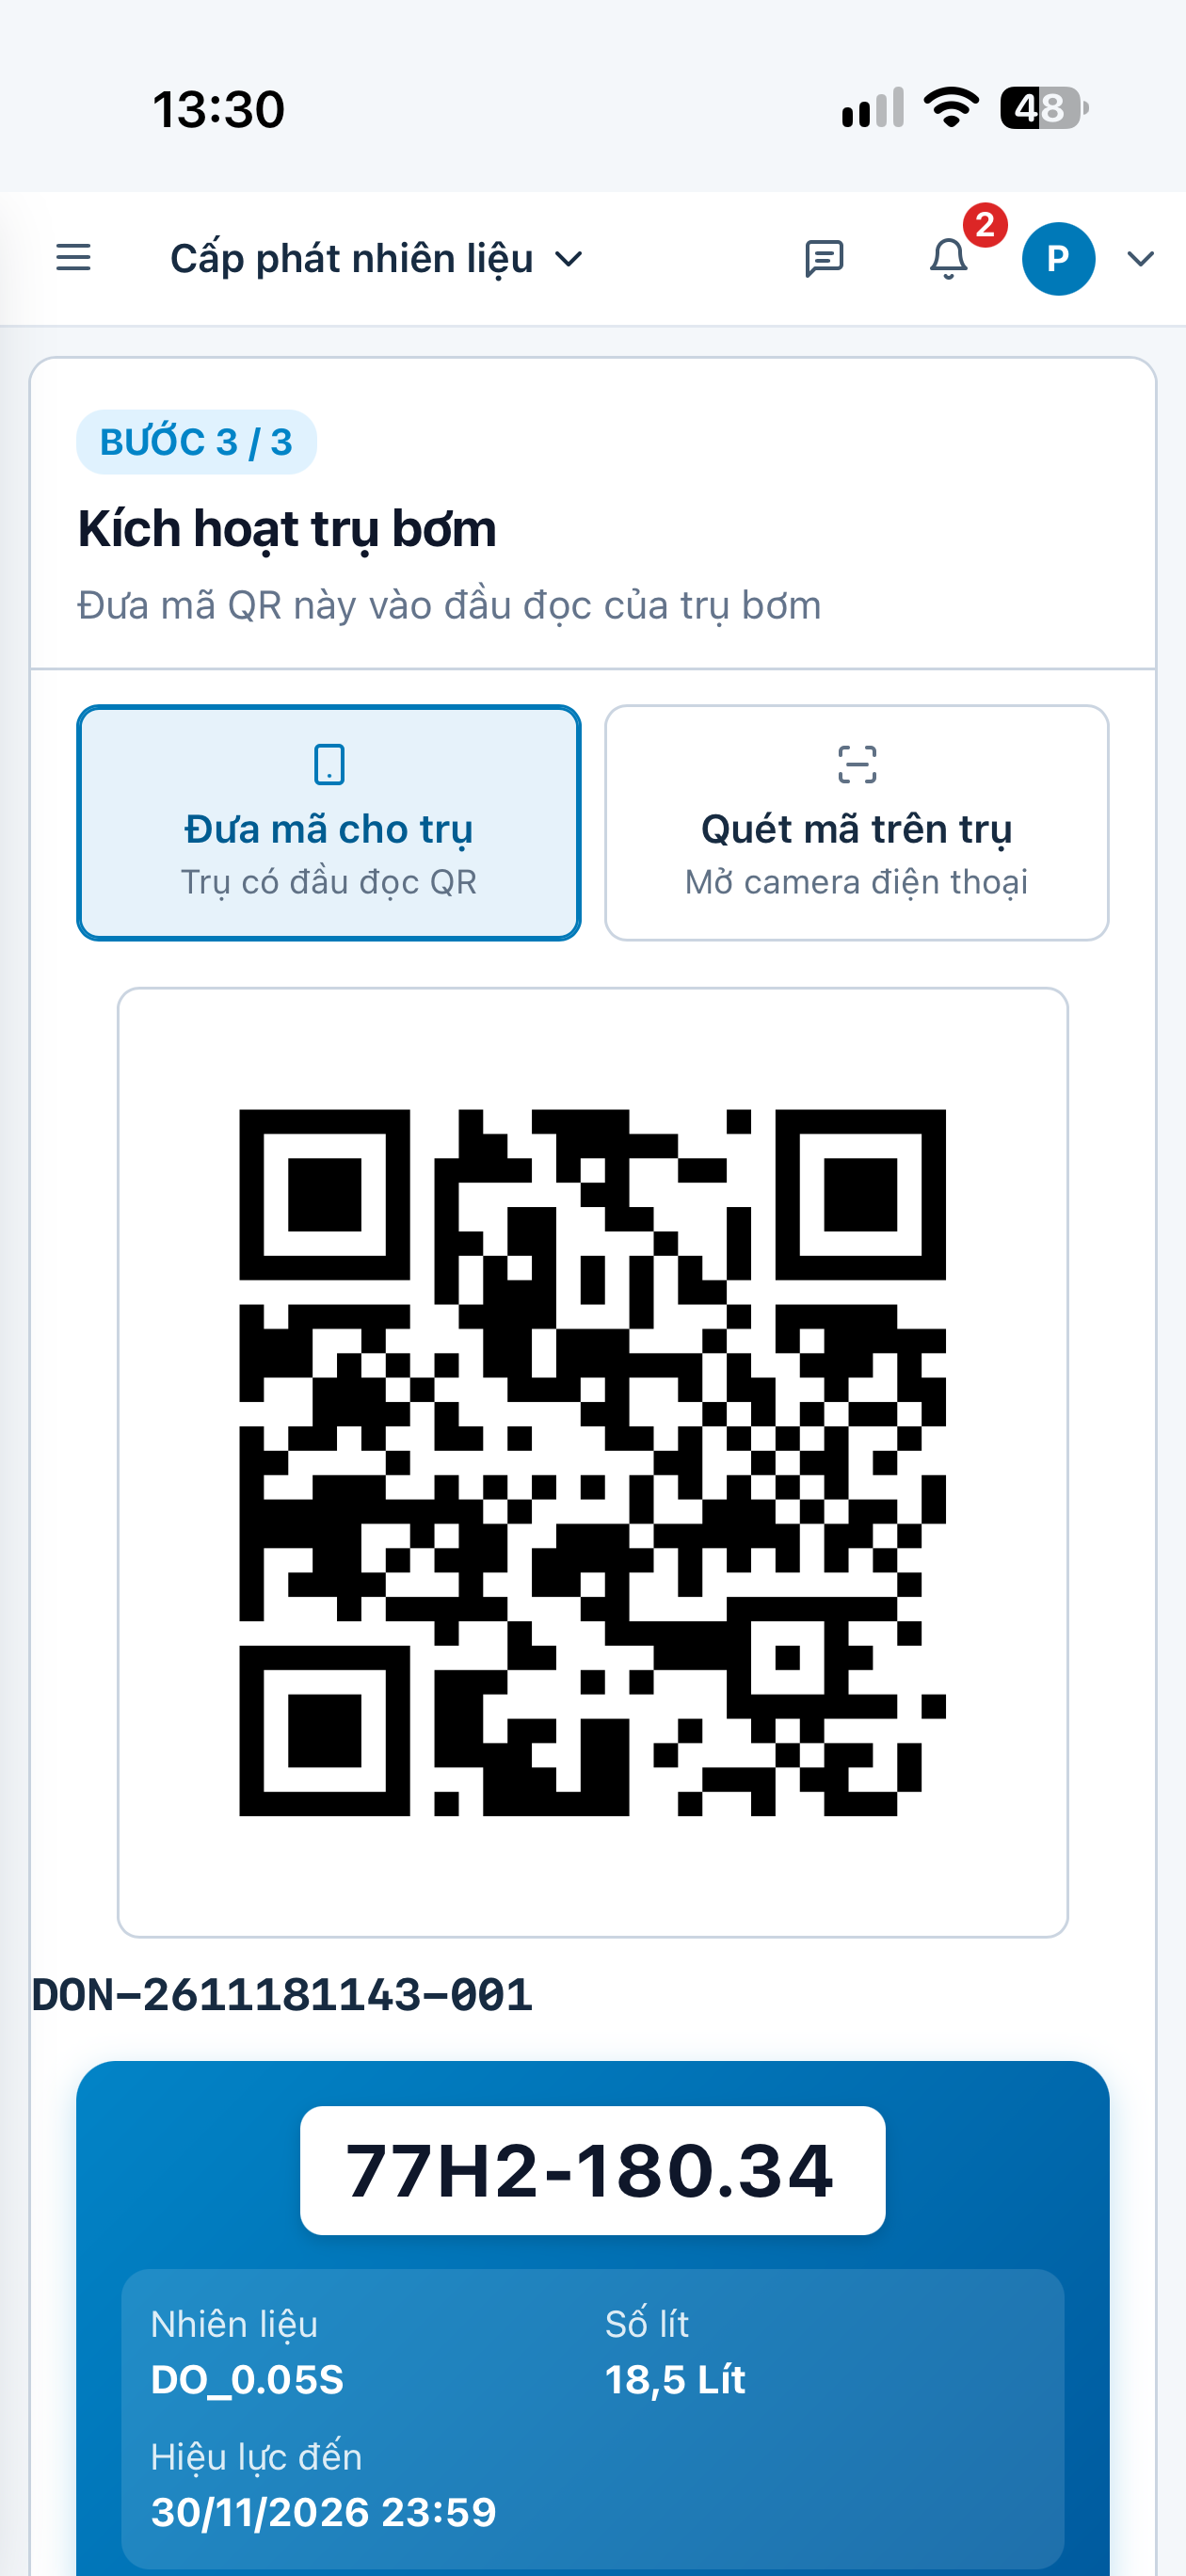 13:30
48
Cấp phát nhiên liệu
2
P
BƯỚC 3 / 3
Kích hoạt trụ bơm
Đưa mã QR này vào đầu đọc của trụ bơm
Đưa mã cho trụ
Trụ có đầu đọc QR
Quét mã trên trụ
Mở camera điện thoại
DON-2611181143-001
77H2-180.34
Nhiên liệu
DO_0.05S
Số lít
18,5 Lít
Hiệu lực đến
30/11/2026 23:59